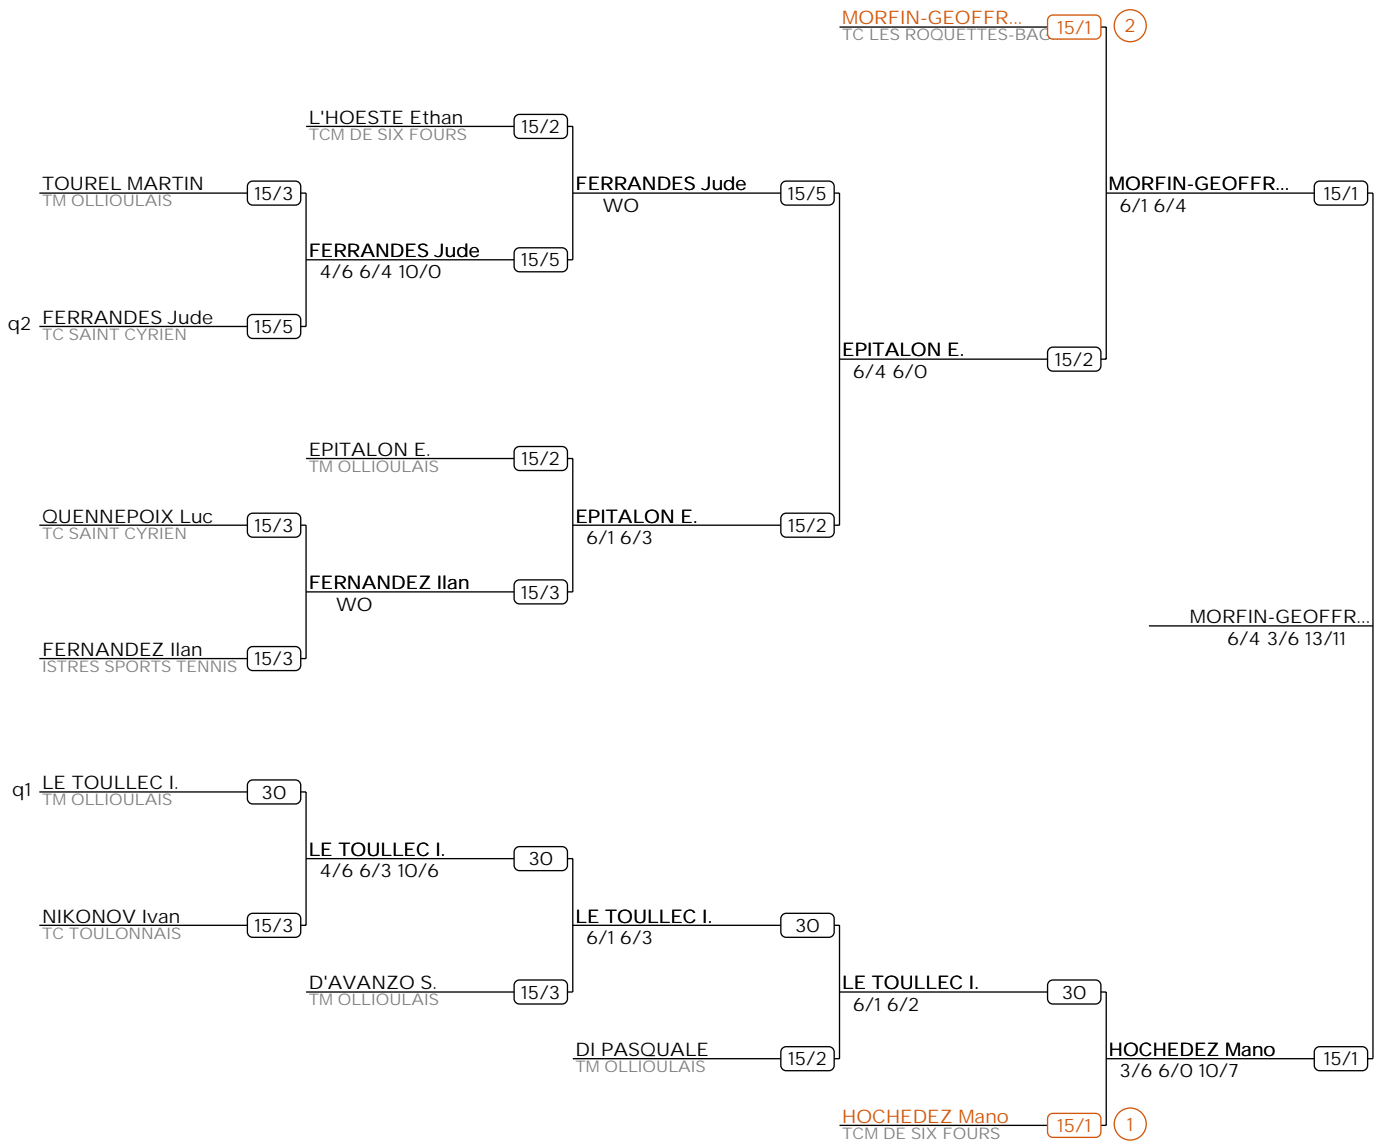 MORFIN-GEOFFR...
15/1
2
TC LES ROQUETTES-BAG
L'HOESTE Ethan
15/2
TCM DE SIX FOURS
TOUREL MARTIN
15/3
TM OLLIOULAIS
FERRANDES Jude
15/5
WO
MORFIN-GEOFFR...
15/1
6/1 6/4
FERRANDES Jude
15/5
4/6 6/4 10/0
q2
FERRANDES Jude
15/5
TC SAINT CYRIEN
EPITALON E.
15/2
6/4 6/0
EPITALON E.
15/2
TM OLLIOULAIS
QUENNEPOIX Luc
15/3
TC SAINT CYRIEN
EPITALON E.
15/2
6/1 6/3
FERNANDEZ Ilan
15/3
WO
MORFIN-GEOFFR...
6/4 3/6 13/11
FERNANDEZ Ilan
15/3
ISTRES SPORTS TENNIS
q1
LE TOULLEC I.
30
TM OLLIOULAIS
LE TOULLEC I.
30
4/6 6/3 10/6
NIKONOV Ivan
15/3
TC TOULONNAIS
LE TOULLEC I.
30
6/1 6/3
D'AVANZO S.
15/3
TM OLLIOULAIS
LE TOULLEC I.
30
6/1 6/2
DI PASQUALE
15/2
TM OLLIOULAIS
HOCHEDEZ Mano
15/1
3/6 6/0 10/7
HOCHEDEZ Mano
15/1
1
TCM DE SIX FOURS